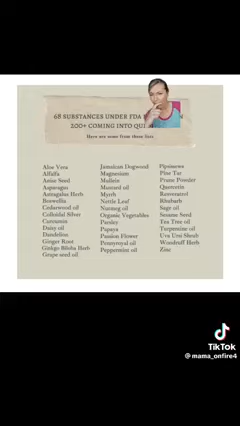 68 SUBSTANCES UNDER FDA
200+ COMING INTO
Have you some from these lists
Aloe Vera
Alfalfa
Anise Seed
Asparagus
Astragalus Herb
Boswellia
Cedarwood oil
Colloidal Silver
Curcumin
Daisy oil
Dandelion
Ginger Root
Ginkgo Biloba Herb
Grape seed oil
Jamaican Dogwood
Magnesium
Mullein
Mustard oil
Myrrh
Nettle Leaf
Nutmeg oil
Organic Vegetables
Parsley
Papaya
Passion Flower
Pennyroyal oil
Peppermint oil
Pipsissewa
Pine Tar
Prune Powder
Quercetin
Resveratrol
Rhubarb
Sage oil
Sesame Seed
Tea Tree oil
Turpentine oil
Uva Ursi Sheath
Woodruff Herb
Zinc
TikTok
@mama_onfire4